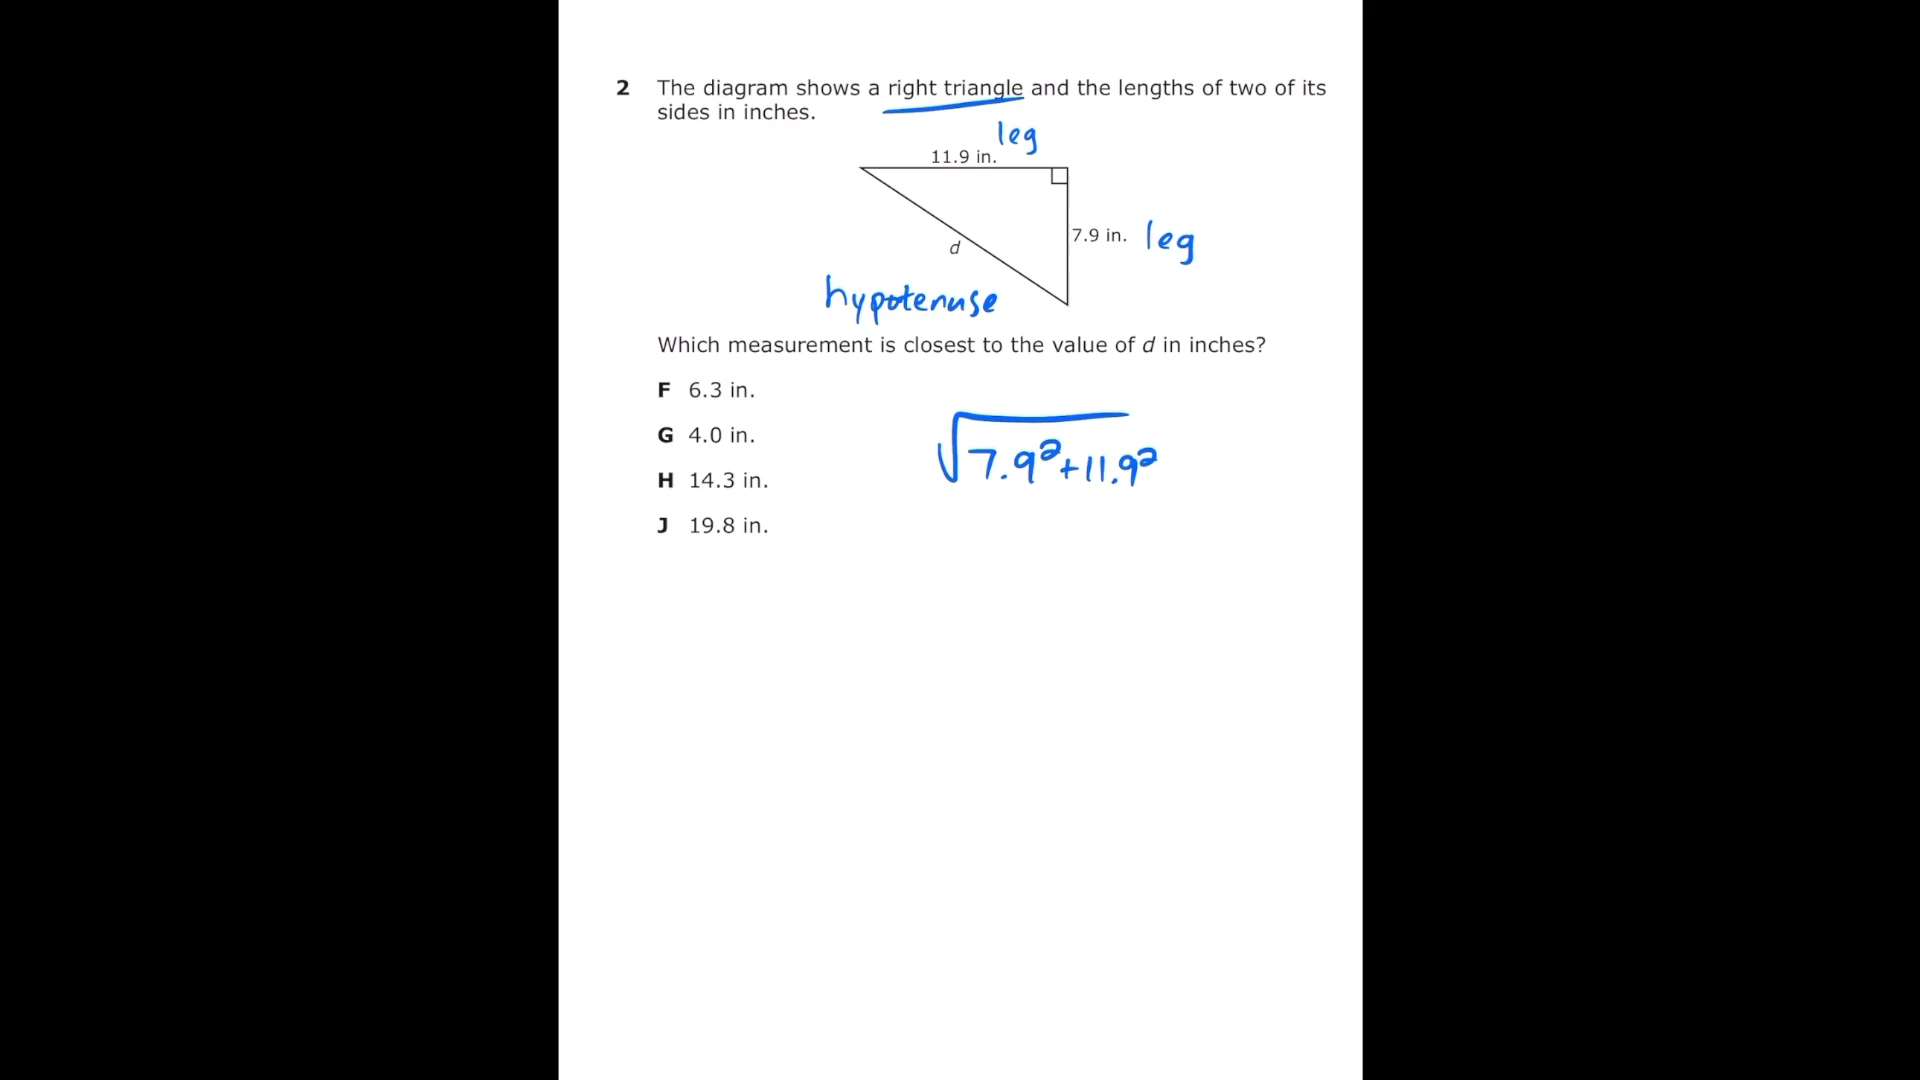 2 The diagram shows a right triangle and the lengths of two of its
sides in inches.
leg
11.9 in.
7.9 in. leg
d
hypotenuse
Which measurement is closest to the value of d in inches?
F 6.3 in.
G 4.0 in.
H 14.3 in.
J 19.8 in.
√7.9²+11.9²